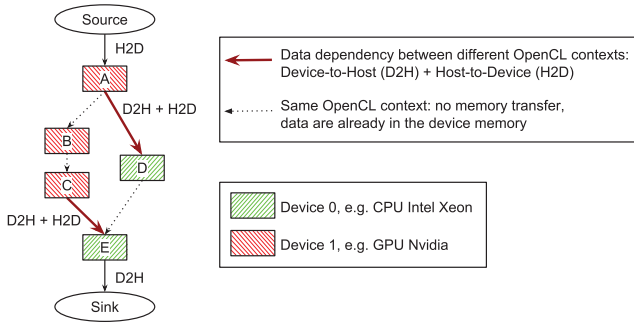 Source
H2D
A
D2H + H2D
B
D
C
D2H + H2D
E
D2H
Sink
Data dependency between different OpenCL contexts:
Device-to-Host (D2H) + Host-to-Device (H2D)
Same OpenCL context: no memory transfer,
data are already in the device memory
Device 0, e.g. CPU Intel Xeon
Device 1, e.g. GPU Nvidia